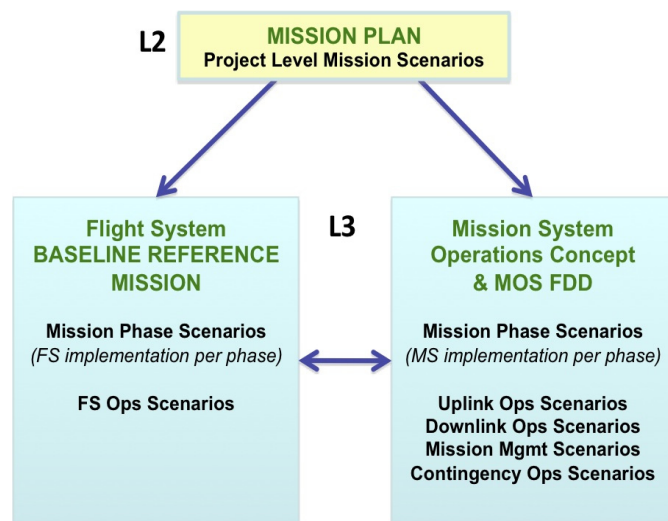 L2
MISSION PLAN
Project Level Mission Scenarios
L3
Flight System
BASELINE REFERENCE
MISSION
Mission Phase Scenarios
(FS implementation per phase)
FS Ops Scenarios
Mission System
Operations Concept
& MOS FDD
Mission Phase Scenarios
(MS implementation per phase)
Uplink Ops Scenarios
Downlink Ops Scenarios
Mission Mgmt Scenarios
Contingency Ops Scenarios